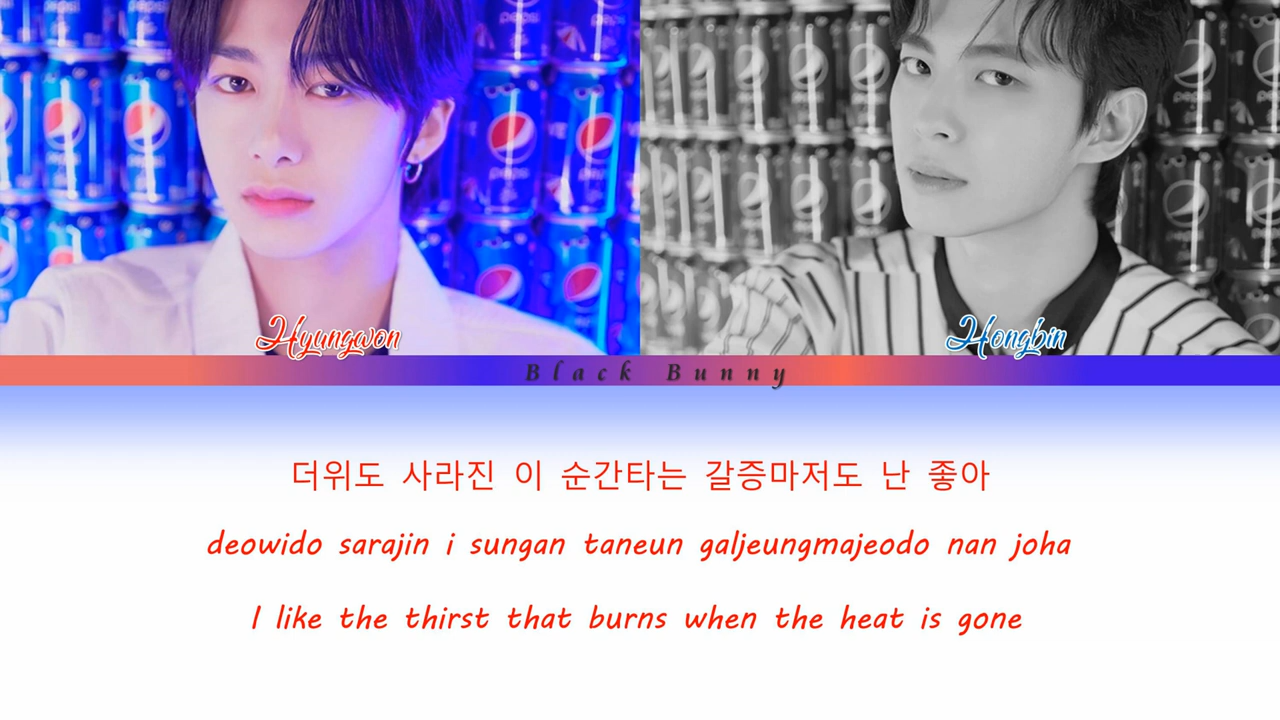 Hyungwon
Hongbin
Black Bunny
더위도 사라진 이 순간타는 갈증마저도 난 좋아
deowido sarajin i sungan taneun galjeungmajeodo nan joha
I like the thirst that burns when the heat is gone